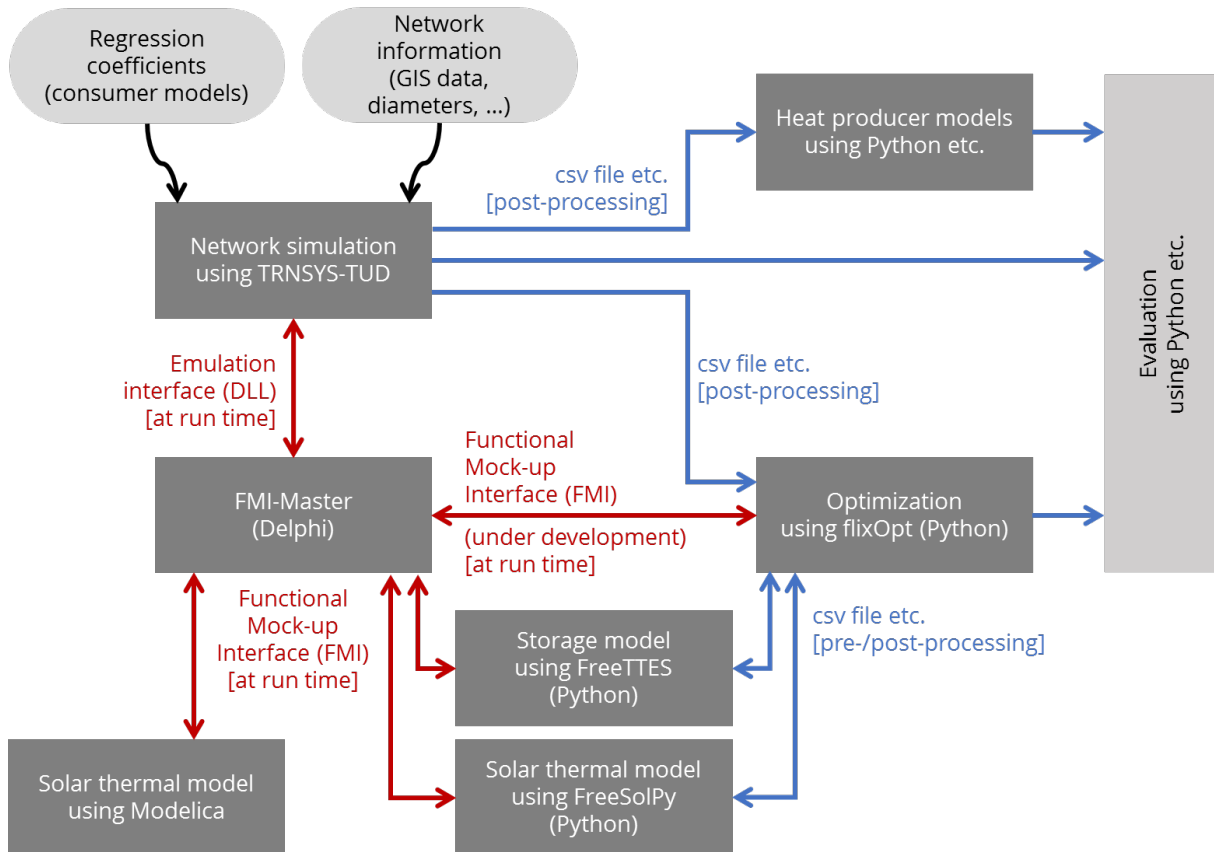 Regression
coefficients
(consumer models)
Network
information
(GIS data,
diameters, ...)
Heat producer models
using Python etc.
csv file etc.
[post-processing]
Network simulation
using TRNSYS-TUD
Evaluation
using Python etc.
Emulation
interface (DLL)
[at run time]
csv file etc.
[post-processing]
Functional
Mock-up
Interface (FMI)
(under development)
[at run time]
FMI-Master
(Delphi)
Optimization
using flixOpt (Python)
Functional
Mock-up
Interface (FMI)
[at run time]
Storage model
using FreeTTES
(Python)
csv file etc.
[pre-/post-processing]
Solar thermal model
using Modelica
Solar thermal model
using FreeSolPy
(Python)